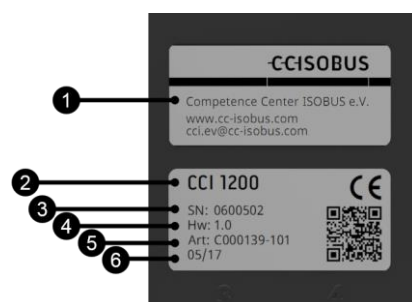 CCISOBUS
1
Competence Center ISOBUS e.V.
www.cc-isobus.com
cci.ev@cc-isobus.com
2
CCI 1200
CE
3
SN: 0600502
4
Hw: 1.0
5
Art: C000139-101
6
05/17